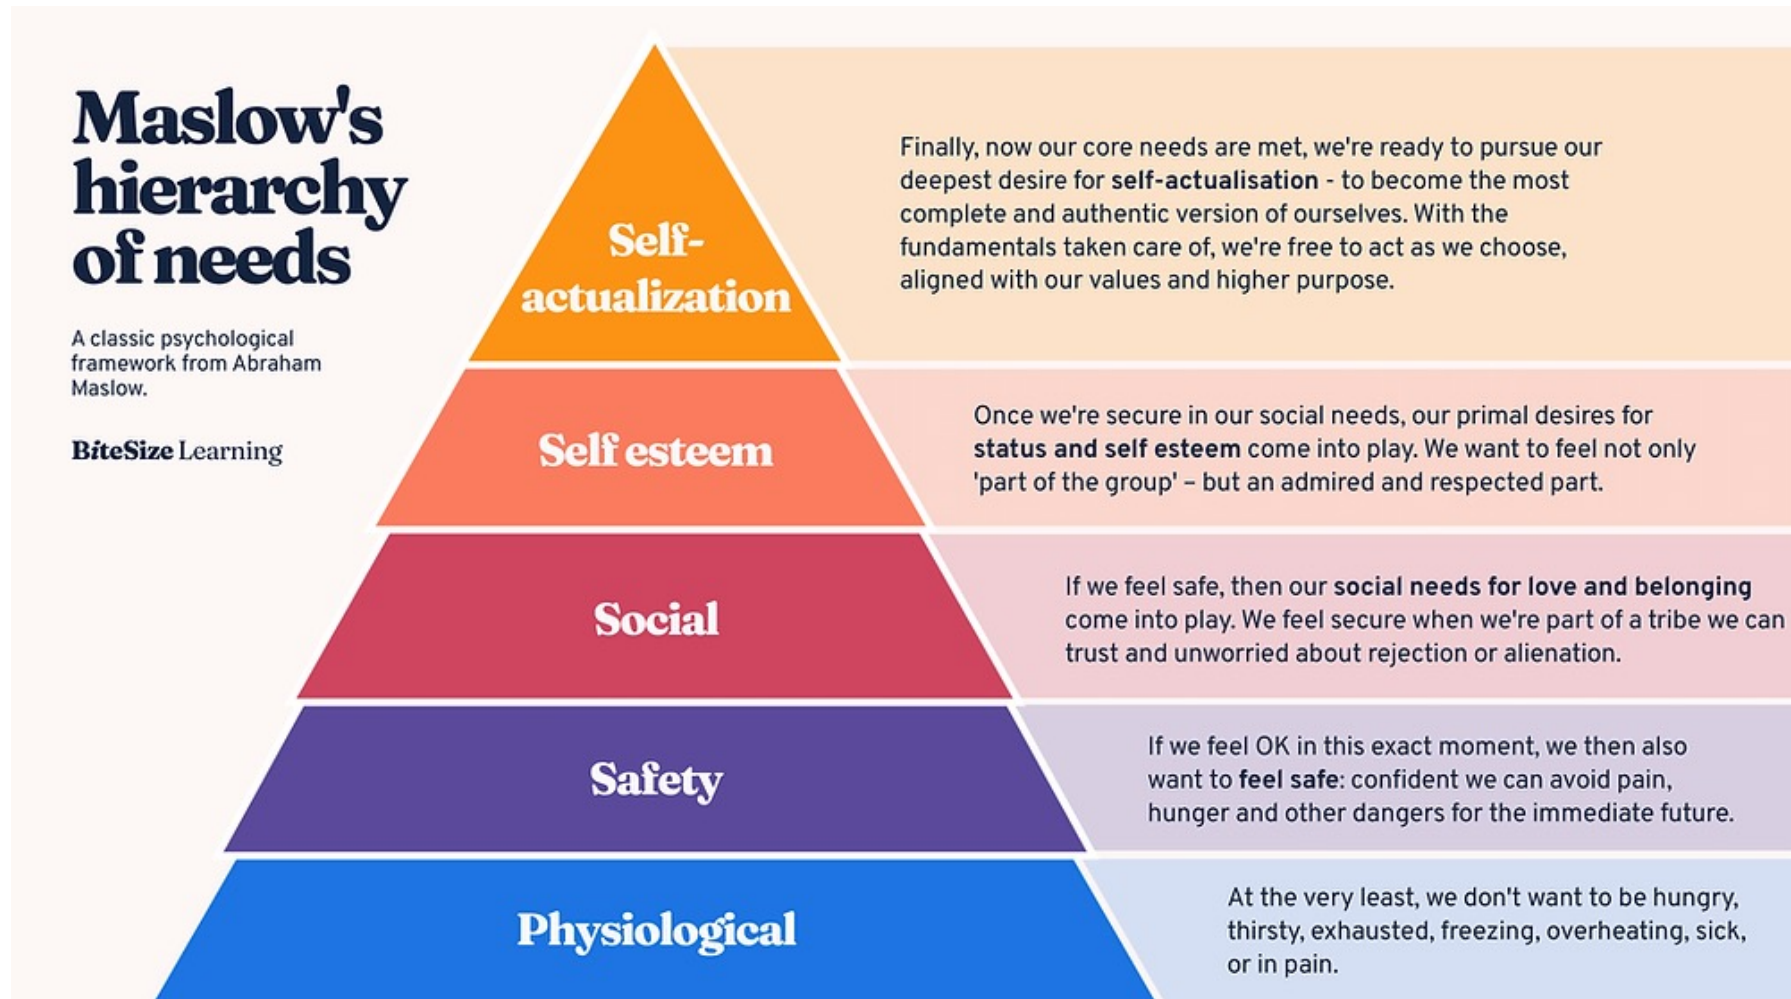 Maslow's
hierarchy
of needs
A classic psychological
framework from Abraham
Maslow.
BiteSize Learning
Self-
actualization
Finally, now our core needs are met, we're ready to pursue our
deepest desire for self-actualisation - to become the most
complete and authentic version of ourselves. With the
fundamentals taken care of, we're free to act as we choose,
aligned with our values and higher purpose.
Self esteem
Once we're secure in our social needs, our primal desires for
status and self esteem come into play. We want to feel not only
'part of the group' – but an admired and respected part.
Social
If we feel safe, then our social needs for love and belonging
come into play. We feel secure when we're part of a tribe we can
trust and unworried about rejection or alienation.
Safety
If we feel OK in this exact moment, we then also
want to feel safe: confident we can avoid pain,
hunger and other dangers for the immediate future.
Physiological
At the very least, we don't want to be hungry,
thirsty, exhausted, freezing, overheating, sick,
or in pain.